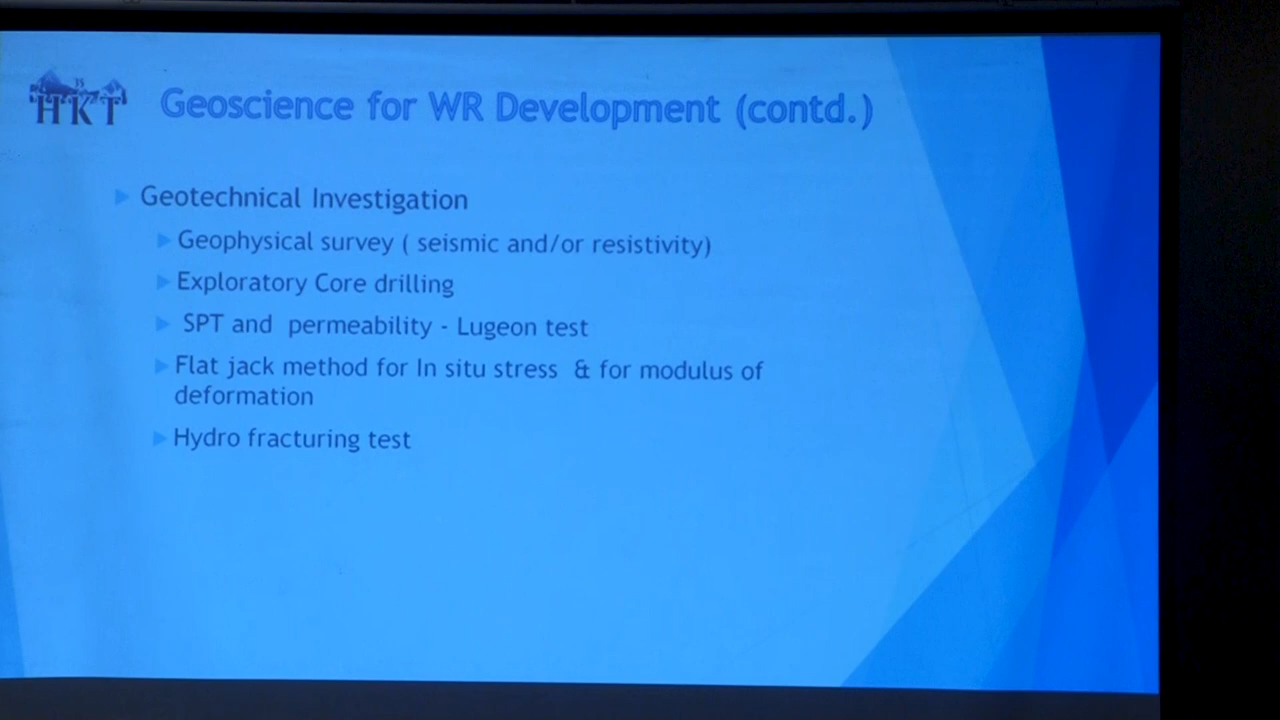 35
HKT
Geoscience for WR Development (contd.)
Geotechnical Investigation
Geophysical survey ( seismic and/or resistivity)
Exploratory Core drilling
SPT and permeability - Lugeon test
Flat jack method for In situ stress & for modulus of
deformation
Hydro fracturing test